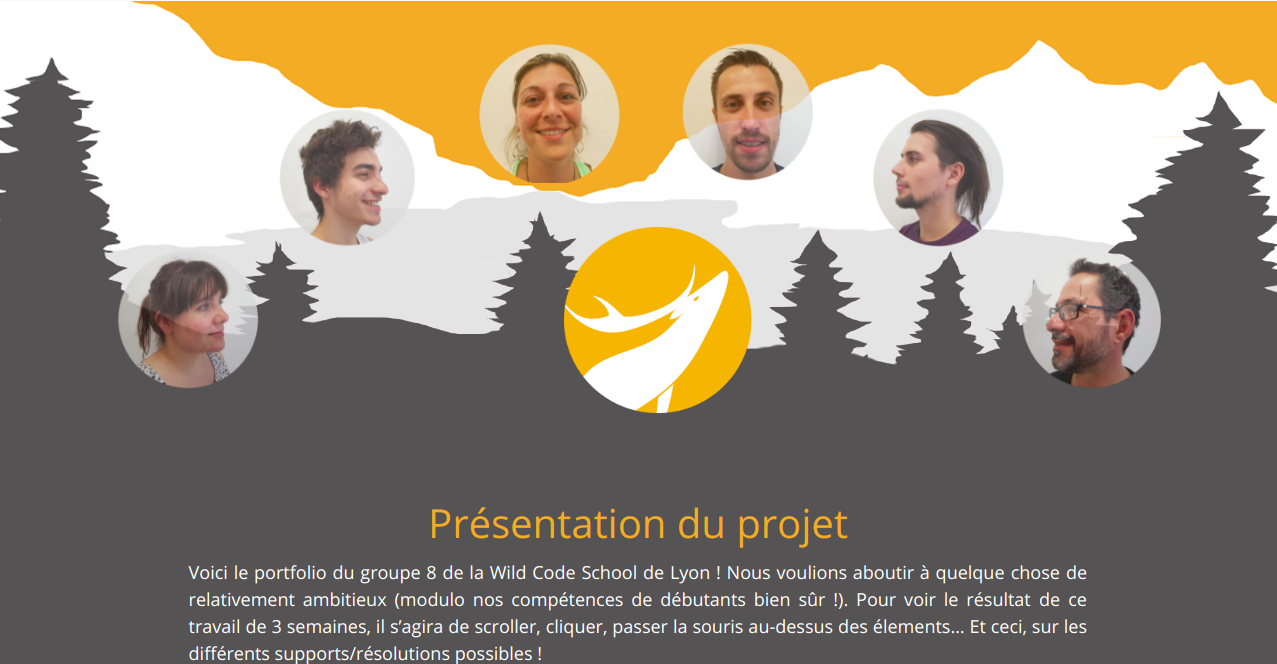 Présentation du projet
Voici le portfolio du groupe 8 de la Wild Code School de Lyon ! Nous voulions aboutir à quelque chose de
relativement ambitieux (modulo nos compétences de débutants bien sûr !). Pour voir le résultat de ce
travail de 3 semaines, il s’agira de scroller, cliquer, passer la souris au-dessus des élements... Et ceci, sur les
différents supports/résolutions possibles !